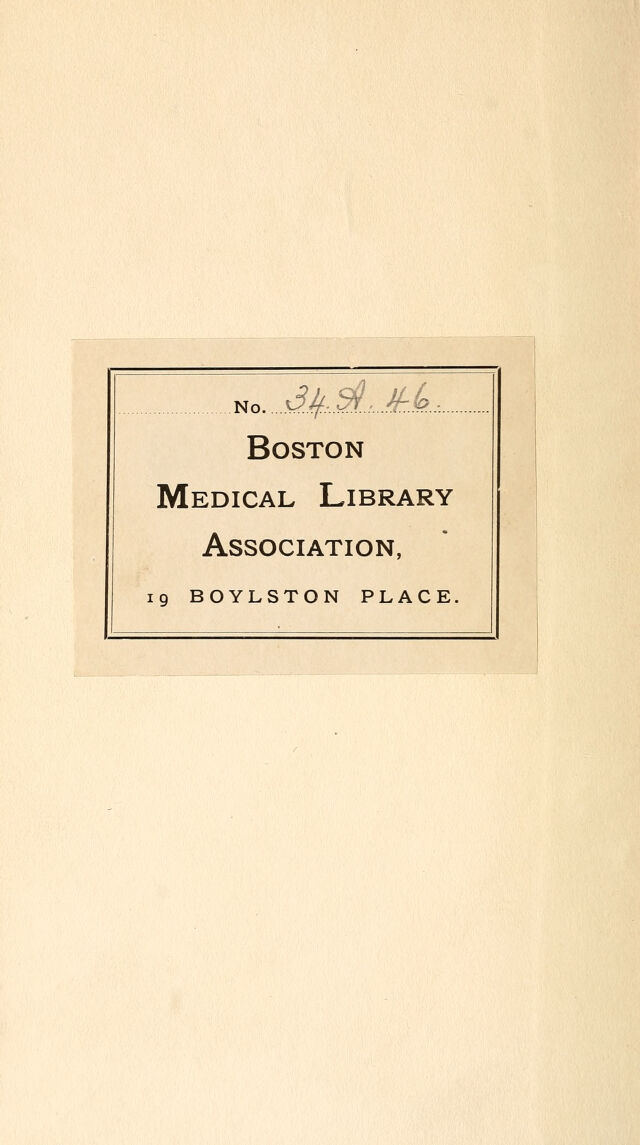 No. 34. A. 46.
BOSTON
MEDICAL LIBRARY
ASSOCIATION,
19 BOYLSTON PLACE.